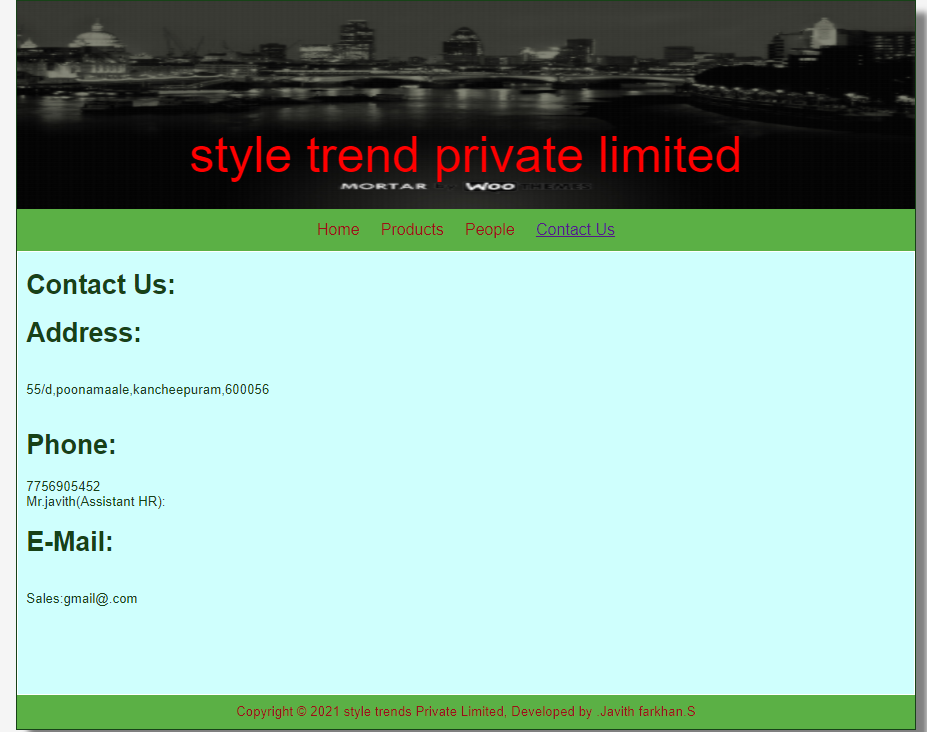 style trend private limited
MORTAR BY WOO THEMES
Home Products People Contact Us
Contact Us:
Address:
55/d,poonamaale,kancheepuram,600056
Phone:
7756905452
Mr.javith(Assistant HR):
E-Mail:
Sales:gmail@.com
Copyright © 2021 style trends Private Limited, Developed by .Javith farkhan.S